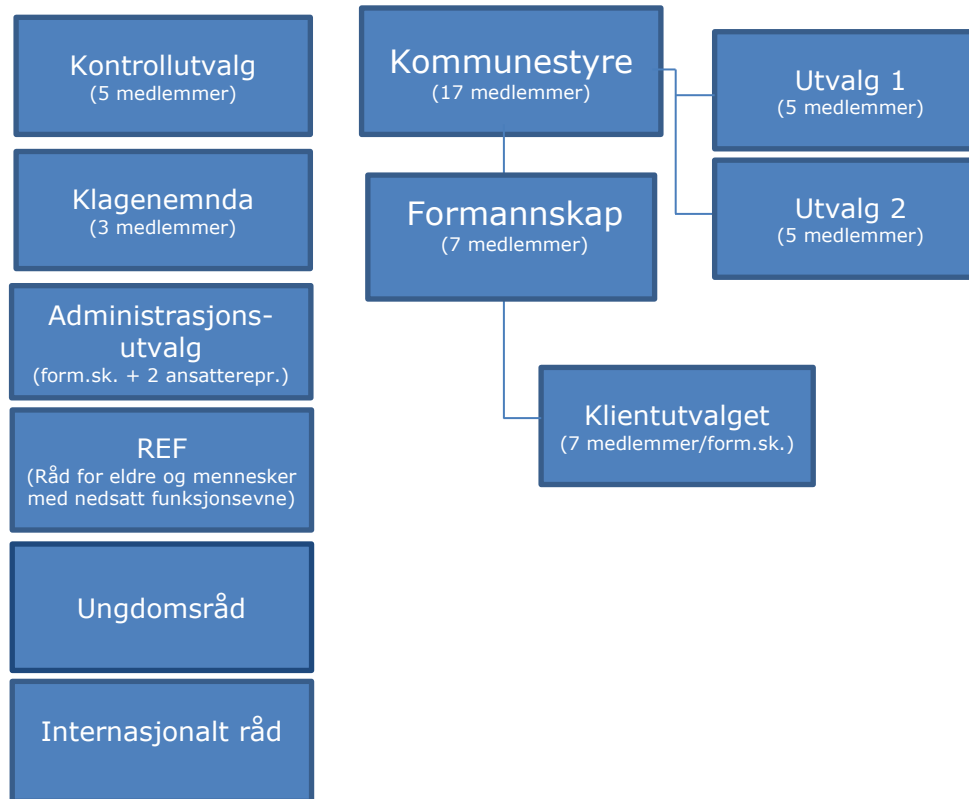 Kontrollutvalg
(5 medlemmer)
Klagenemnda
(3 medlemmer)
Administrasjons-
utvalg
(form.sk. + 2 ansatterepr.)
REF
(Råd for eldre og mennesker
med nedsatt funksjonsevne)
Ungdomsråd
Internasjonalt råd
Kommunestyre
(17 medlemmer)
Formannskap
(7 medlemmer)
Klientutvalget
(7 medlemmer/form.sk.)
Utvalg 1
(5 medlemmer)
Utvalg 2
(5 medlemmer)